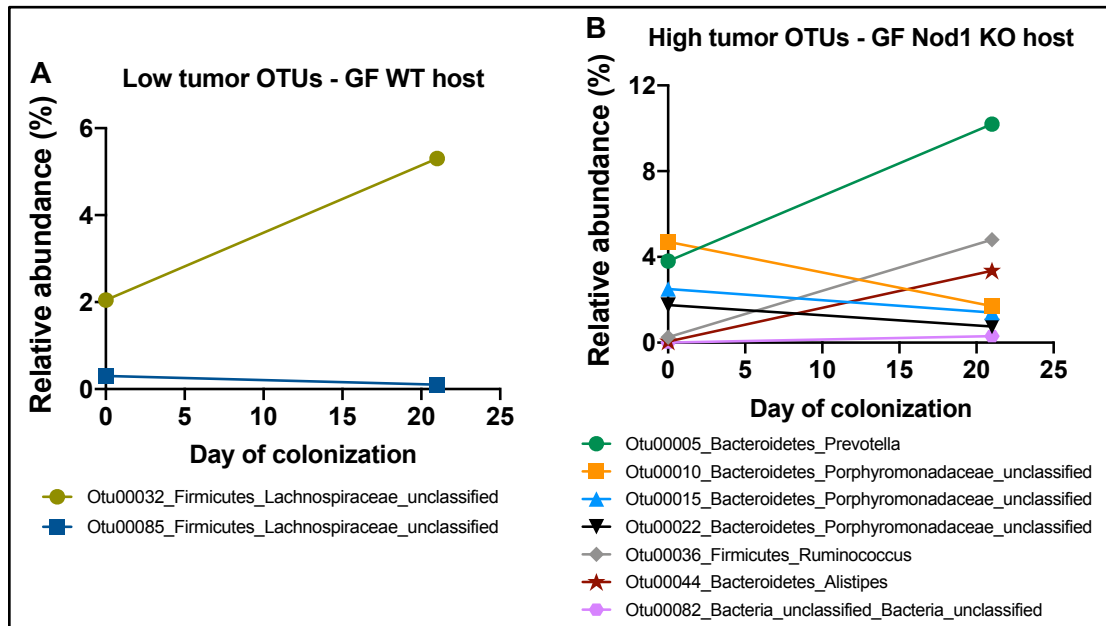 A
Low tumor OTUs - GF WT host
Relative abundance (%)
6
4
2
0
0 5 10 15 20 25
Day of colonization
Otu00032_Firmicutes_Lachnospiraceae_unclassified
Otu00085_Firmicutes_Lachnospiraceae_unclassified
B
High tumor OTUs - GF Nod1 KO host
Relative abundance (%)
12
8
4
0
0 5 10 15 20 25
Day of colonization
Otu00005_Bacteroidetes_Prevotella
Otu00010_Bacteroidetes_Porphyromonadaceae_unclassified
Otu00015_Bacteroidetes_Porphyromonadaceae_unclassified
Otu00022_Bacteroidetes_Porphyromonadaceae_unclassified
Otu00036_Firmicutes_Ruminococcus
Otu00044_Bacteroidetes_Alistipes
Otu00082_Bacteria_unclassified_Bacteria_unclassified